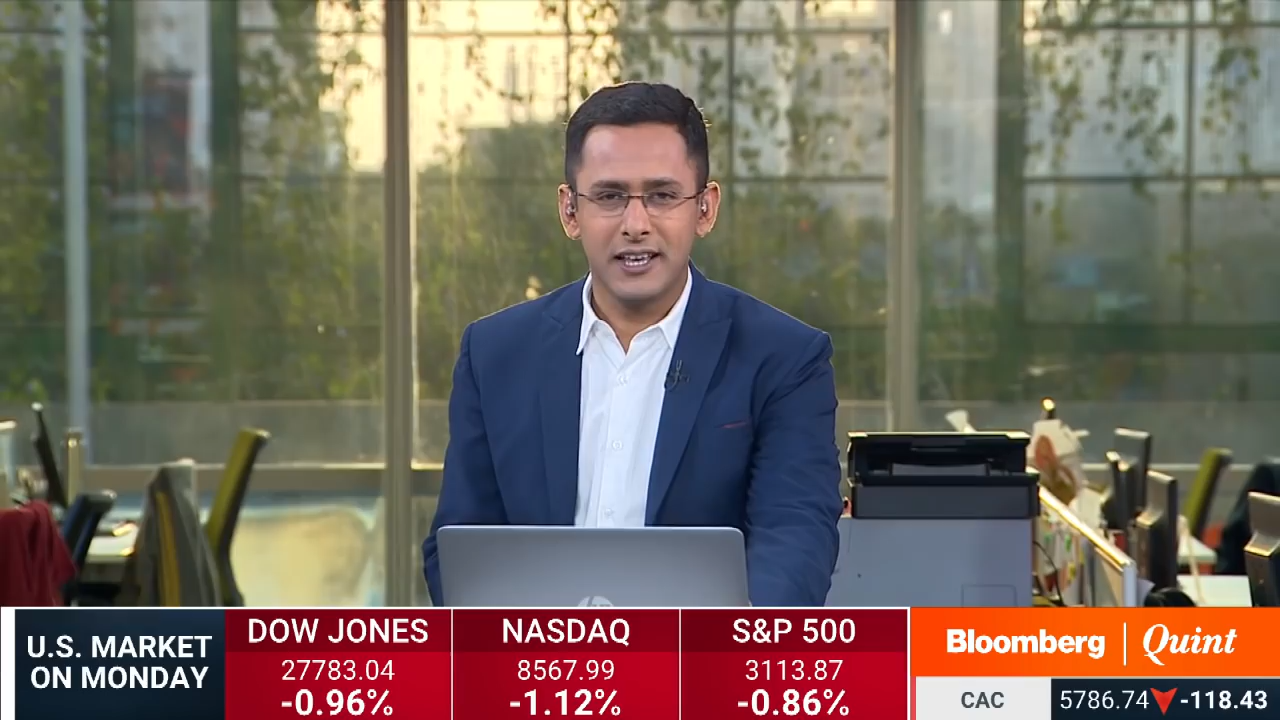 U.S. MARKET
ON MONDAY
DOW JONES
27783.04
-0.96%
NASDAQ
8567.99
-1.12%
S&P 500
3113.87
-0.86%
Bloomberg | Quint
CAC 5786.74 -118.43
hp